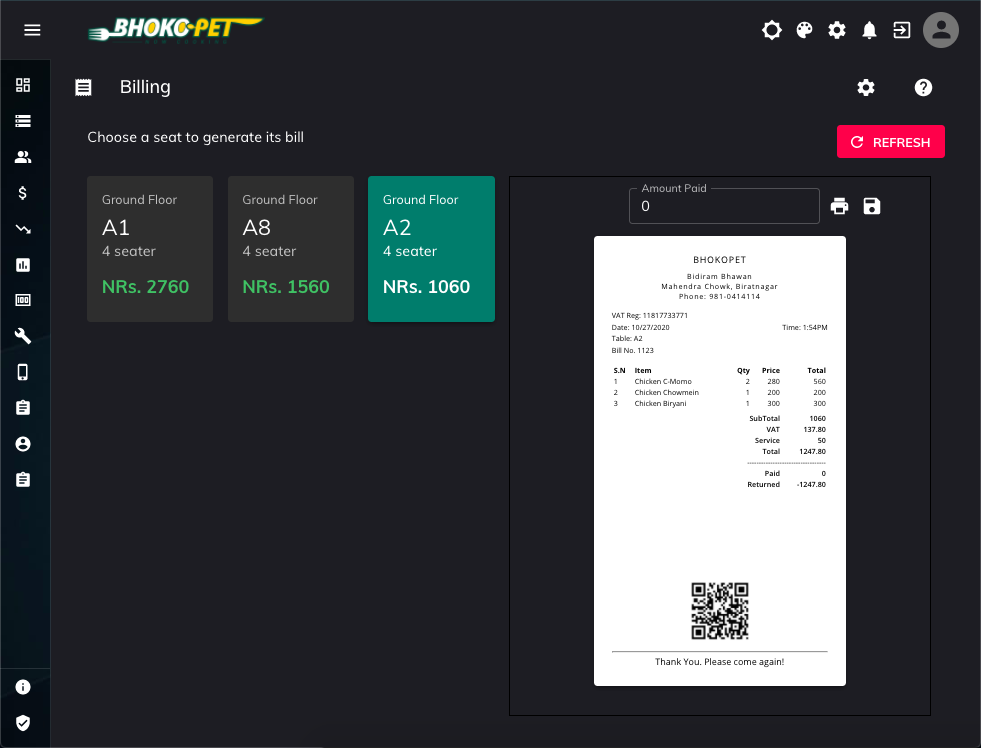 BHOKO-PET
Billing
Choose a seat to generate its bill
REFRESH
Ground Floor
A1
4 seater
NRs. 2760
Ground Floor
A8
4 seater
NRs. 1560
Ground Floor
A2
4 seater
NRs. 1060
Amount Paid
0
BHOKOPET
Bidiram Bhawan
Mahendra Chowk, Biratnagar
Phone: 981-0414114
VAT Reg: 11817733771
Date: 10/27/2020 Time: 1:54PM
Table: A2
Bill No. 1123
S.N Item Qty Price Total
1 Chicken C-Momo 2 280 560
2 Chicken Chowmein 1 200 200
3 Chicken Biryani 1 300 300
SubTotal 1060
VAT 137.80
Service 50
Total 1247.80
Paid 0
Returned -1247.80
Thank You. Please come again!